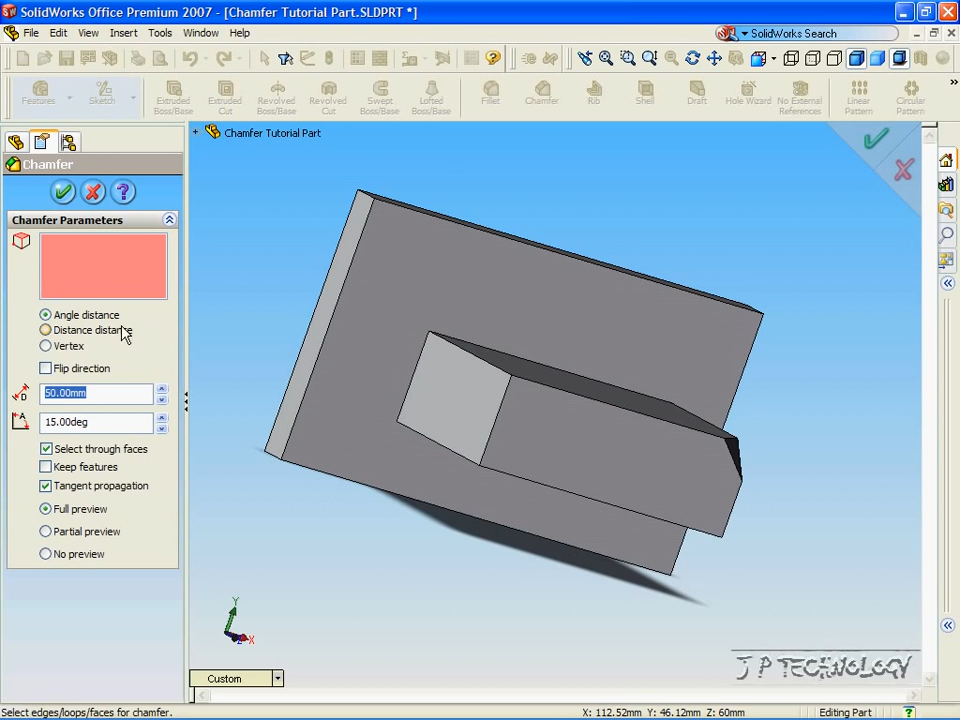 SolidWorks Office Premium 2007 - [Chamfer Tutorial Part.SLDPRT *]
File Edit View Insert Tools Window Help SolidWorks Search
Features Sketch Extruded Boss/Base Extruded Cut Revolved Boss/Base Revolved Cut Swept Boss/Base Lofted Boss/Base Fillet Chamfer Rib Shell Draft Hole Wizard No External References Linear Pattern Circular Pattern
Chamfer Tutorial Part
Chamfer
Chamfer Parameters
Angle distance
Distance distance
Vertex
Flip direction
D 50.00mm
A 15.00deg
Select through faces
Keep features
Tangent propagation
Full preview
Partial preview
No preview
Y
Z X
Custom
J P TECHNOLOGY
Select edges/loops/faces for chamfer. X: 112.52mm Y: 46.12mm Z: 60mm Editing Part